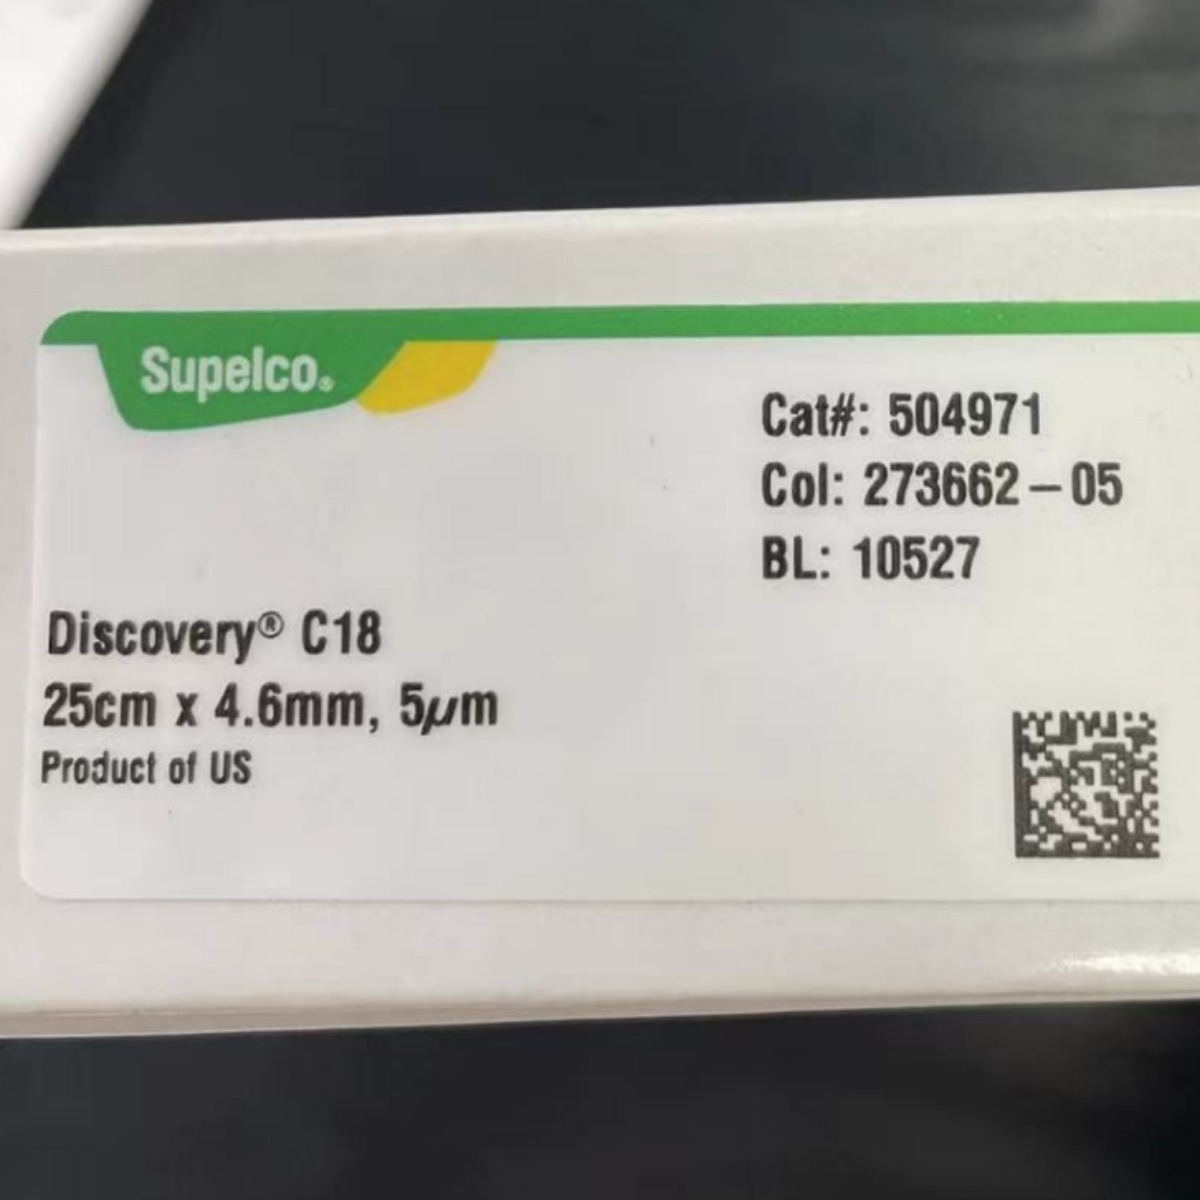 Supelco®
Cat#: 504971
Col: 273662 – 05
BL: 10527
Discovery® C18
25cm x 4.6mm, 5μm
Product of US